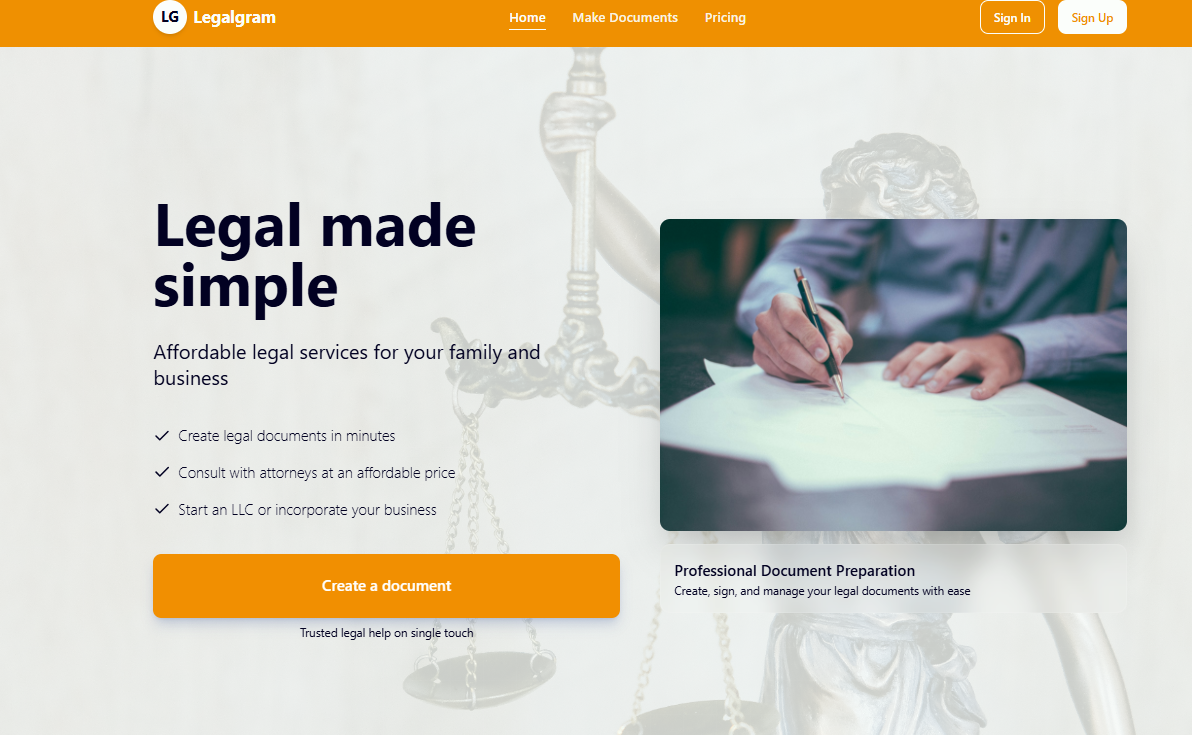 LG Legalgram Home Make Documents Pricing Sign In Sign Up
Legal made
simple
Affordable legal services for your family and
business
Create legal documents in minutes
Consult with attorneys at an affordable price
Start an LLC or incorporate your business
Create a document
Trusted legal help on single touch
Professional Document Preparation
Create, sign, and manage your legal documents with ease